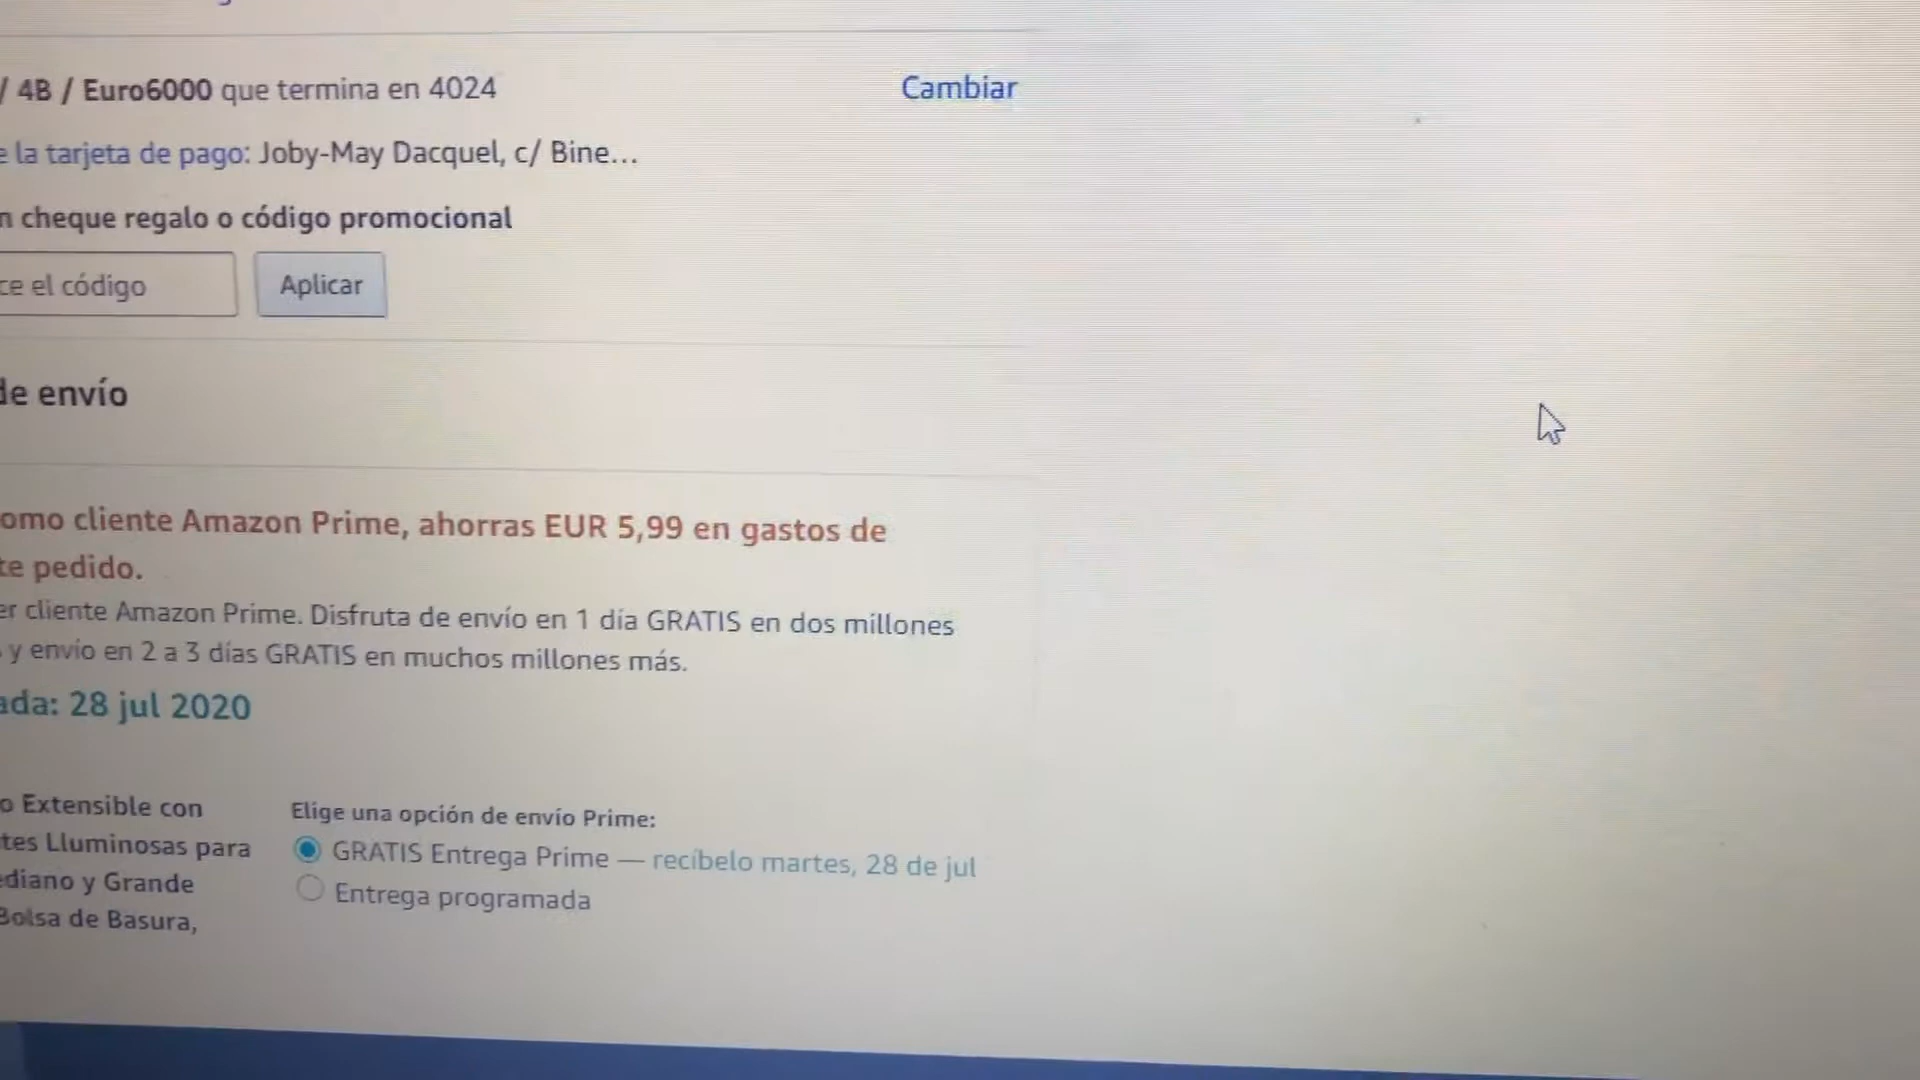 / 4B / Euro6000 que termina en 4024
Cambiar
e la tarjeta de pago: Joby-May Dacquel, c/ Bine...
n cheque regalo o código promocional
ce el código
Aplicar
de envío
omo cliente Amazon Prime, ahorras EUR 5,99 en gastos de
te pedido.
er cliente Amazon Prime. Disfruta de envío en 1 día GRATIS en dos millones
y envío en 2 a 3 días GRATIS en muchos millones más.
ada: 28 jul 2020
o Extensible con
tes Lluminosas para
ediano y Grande
Bolsa de Basura,
Elige una opción de envío Prime:
GRATIS Entrega Prime — recíbelo martes, 28 de jul
Entrega programada